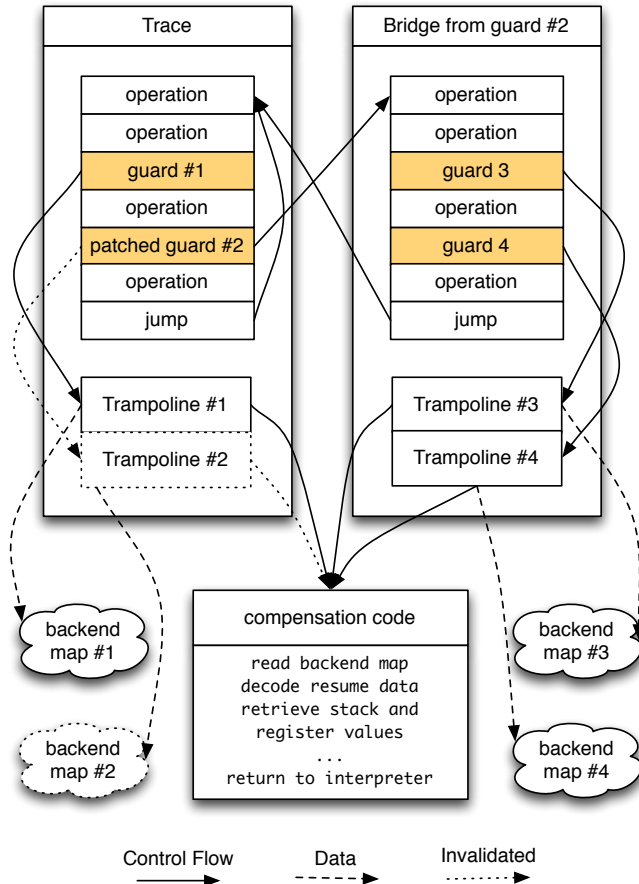 Trace
operation
operation
guard #1
operation
patched guard #2
operation
jump
Trampoline #1
Trampoline #2
Bridge from guard #2
operation
operation
guard 3
operation
guard 4
operation
jump
Trampoline #3
Trampoline #4
backend
map #1
backend
map #2
compensation code
read backend map
decode resume data
retrieve stack and
register values
...
return to interpreter
backend
map #3
backend
map #4
Control Flow
Data
Invalidated